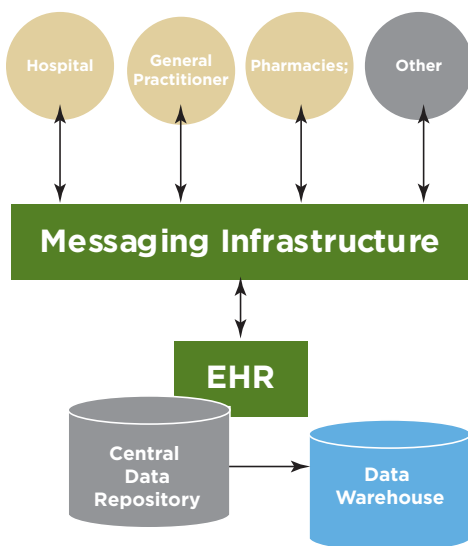 Hospital
General
Practitioner
Pharmacies;
Other
Messaging Infrastructure
EHR
Central
Data
Repository
Data
Warehouse